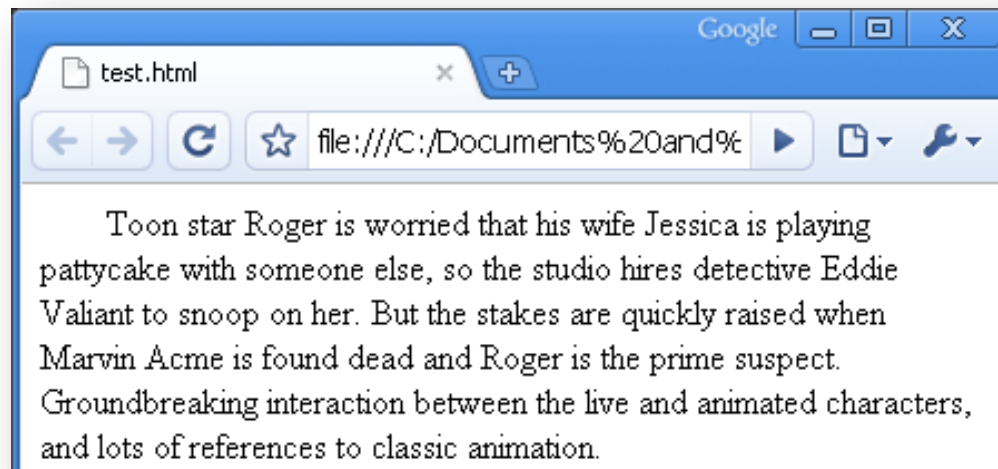 Google
test.html
file:///C:/Documents%20and%
Toon star Roger is worried that his wife Jessica is playing
pattycake with someone else, so the studio hires detective Eddie
Valiant to snoop on her. But the stakes are quickly raised when
Marvin Acme is found dead and Roger is the prime suspect.
Groundbreaking interaction between the live and animated characters,
and lots of references to classic animation.